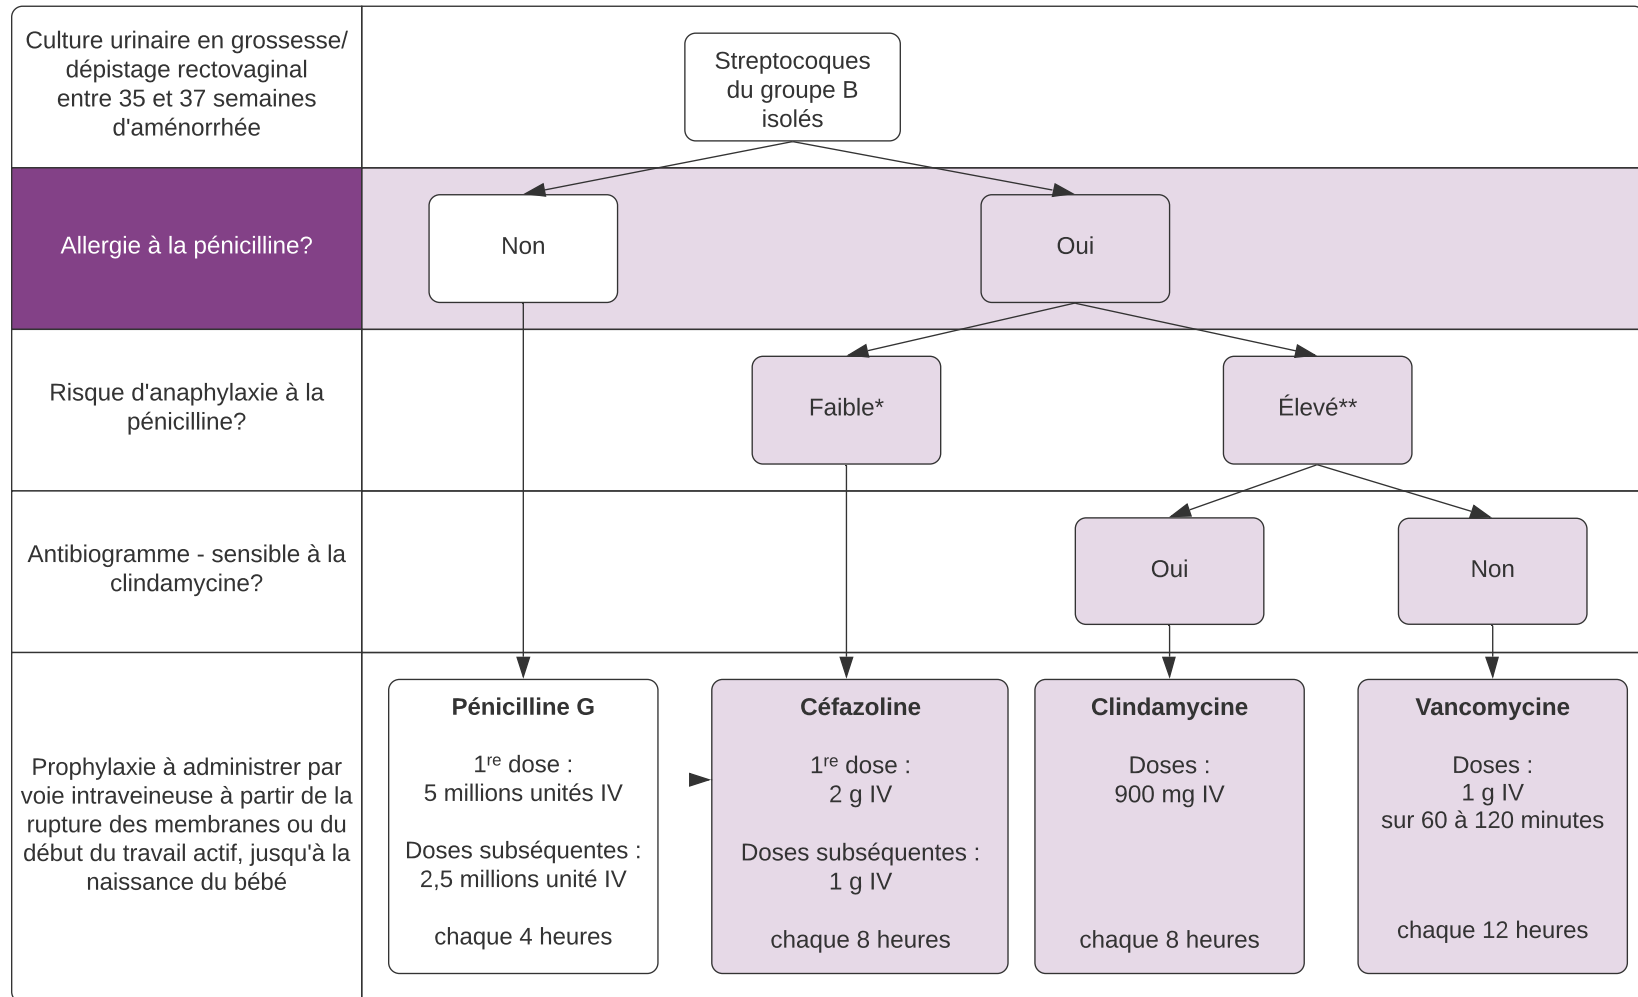 Culture urinaire en grossesse/
dépistage rectovaginal
entre 35 et 37 semaines
d'aménorrhée
Streptocoques
du groupe B
isolés
Allergie à la pénicilline?
Non
Oui
Risque d'anaphylaxie à la
pénicilline?
Faible*
Élevé**
Antibiogramme - sensible à la
clindamycine?
Oui
Non
Prophylaxie à administrer par
voie intraveineuse à partir de la
rupture des membranes ou du
début du travail actif, jusqu'à la
naissance du bébé
Pénicilline G
1re dose :
5 millions unités IV
Doses subséquentes :
2,5 millions unité IV
chaque 4 heures
Céfazoline
1re dose :
2 g IV
Doses subséquentes :
1 g IV
chaque 8 heures
Clindamycine
Doses :
900 mg IV
chaque 8 heures
Vancomycine
Doses :
1 g IV
sur 60 à 120 minutes
chaque 12 heures